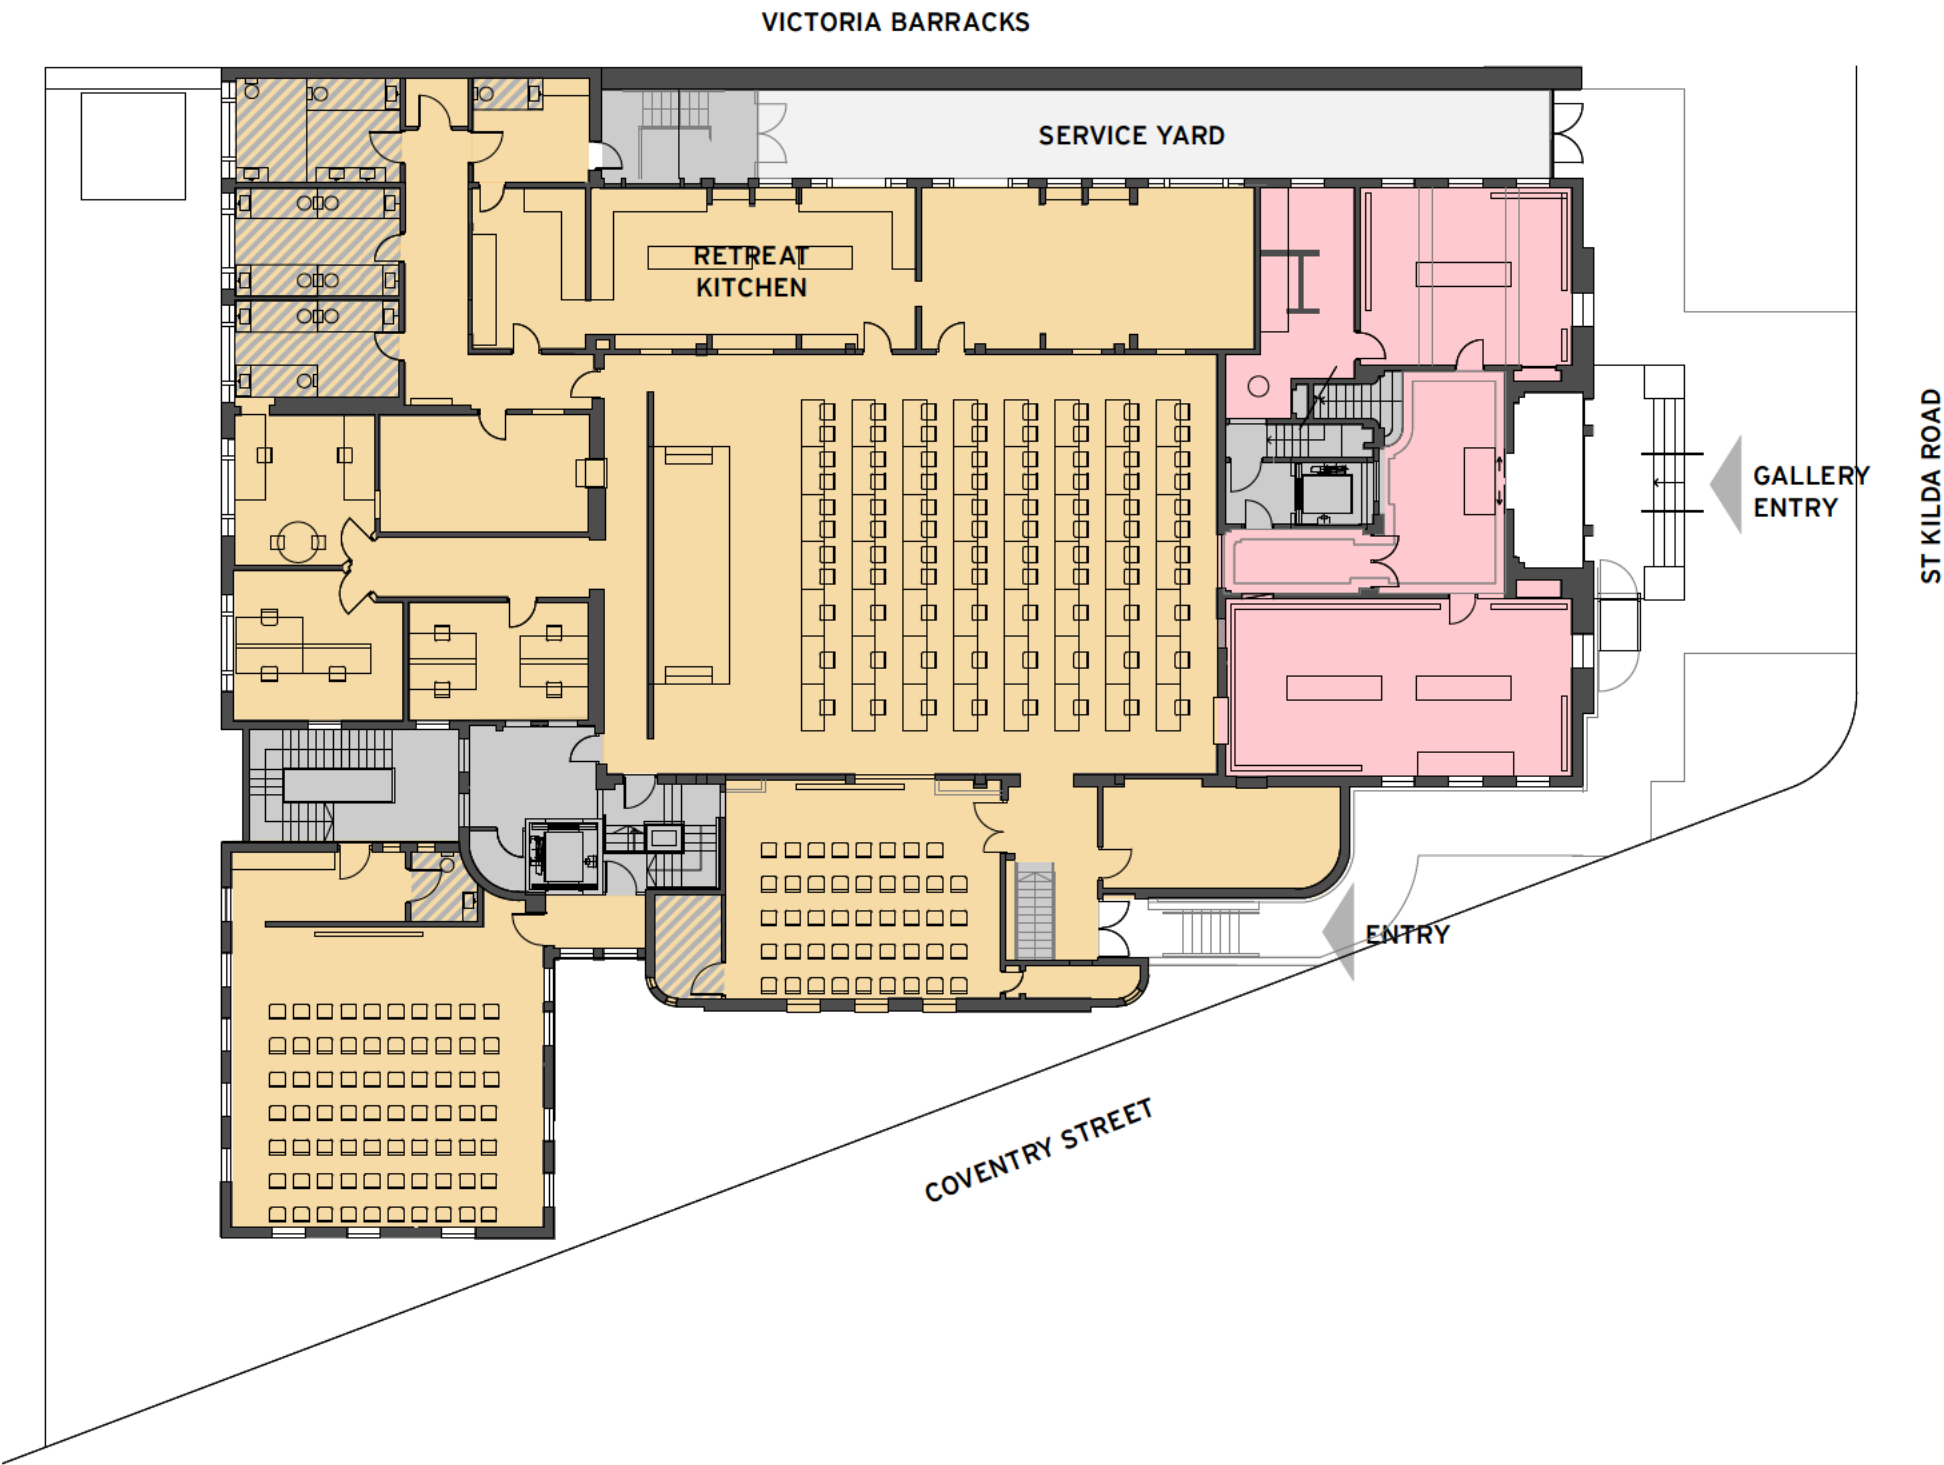 VICTORIA BARRACKS
SERVICE YARD
RETREAT
KITCHEN
GALLERY
ENTRY
ST KILDA ROAD
ENTRY
COVENTRY STREET